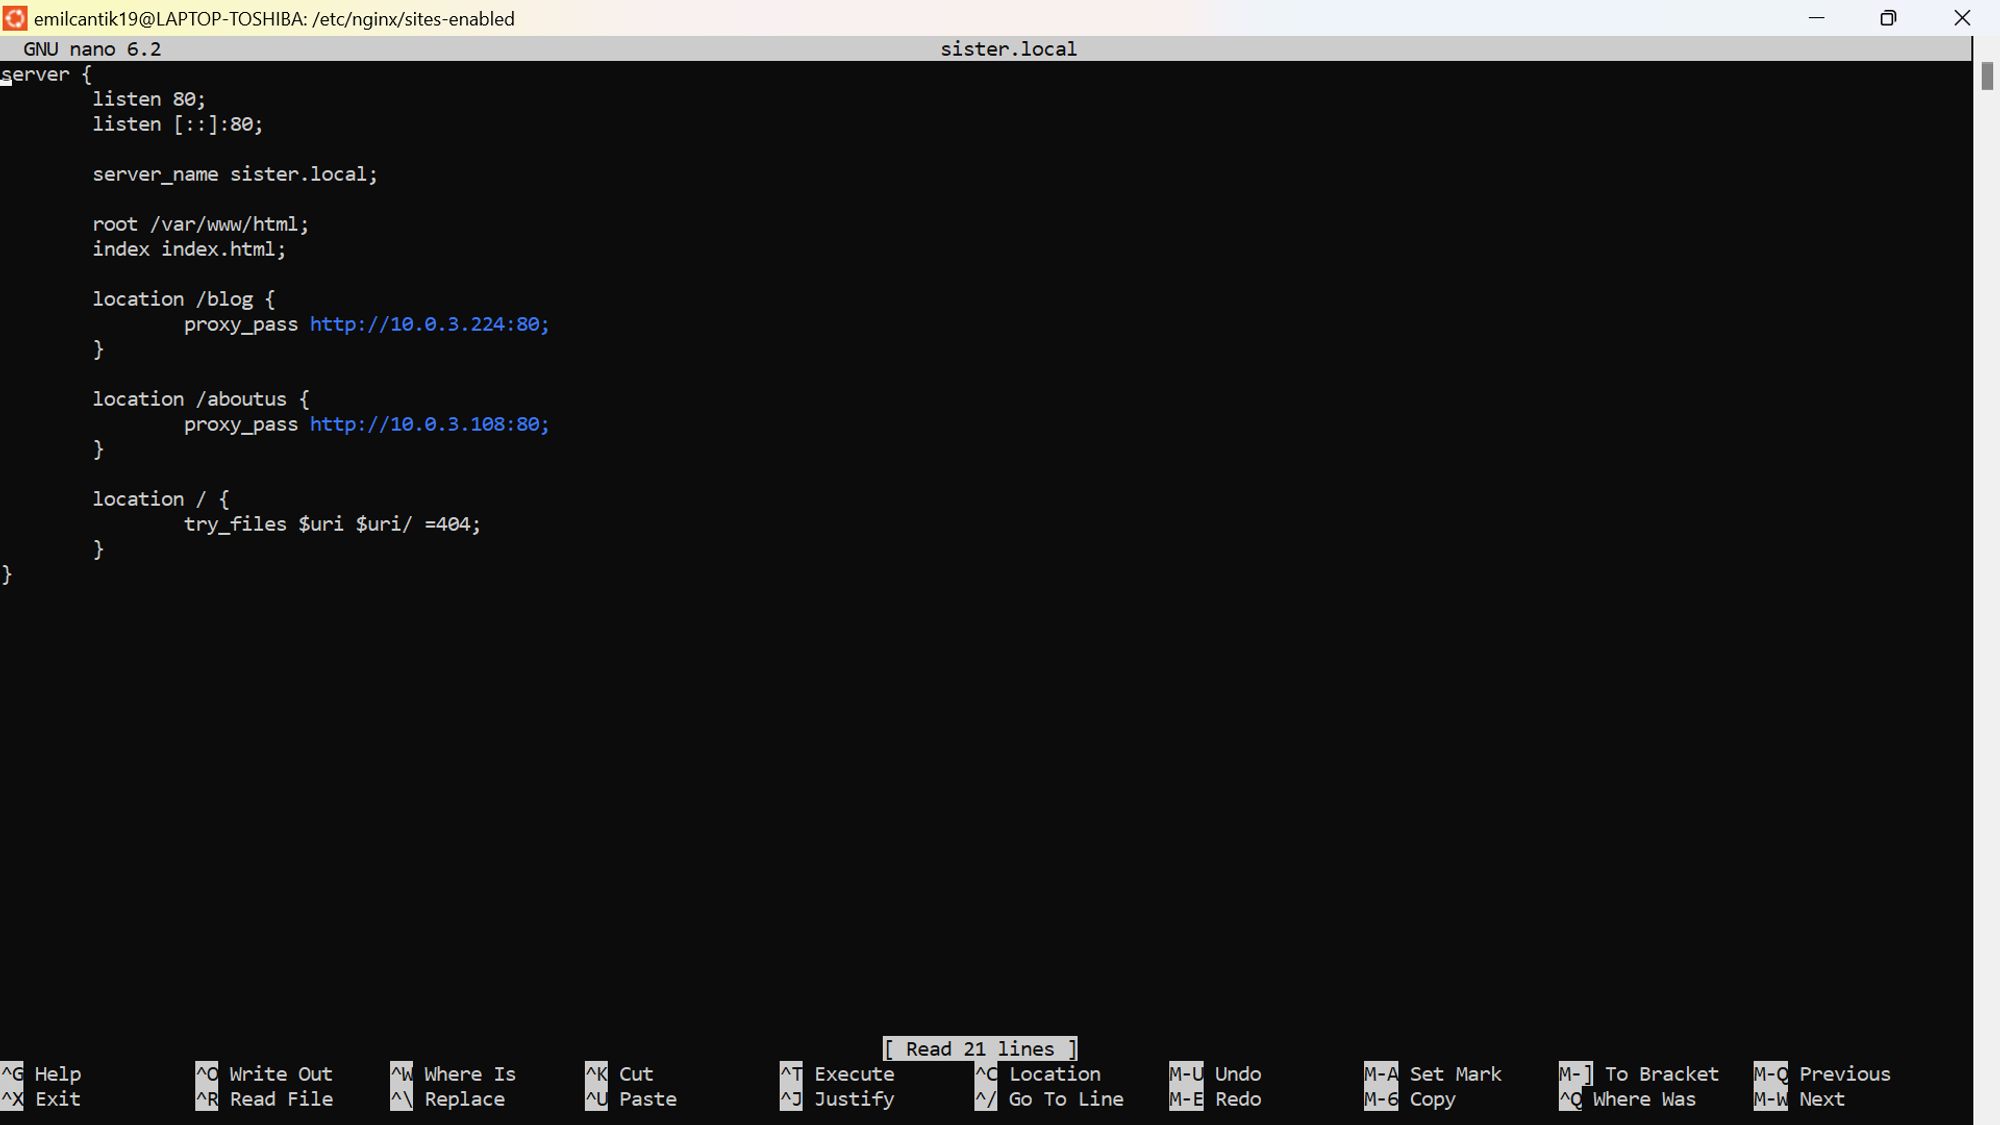 emilcantik19@LAPTOP-TOSHIBA: /etc/nginx/sites-enabled
GNU nano 6.2 sister.local
server {
listen 80;
listen [::]:80;
server_name sister.local;
root /var/www/html;
index index.html;
location /blog {
proxy_pass http://10.0.3.224:80;
}
location /aboutus {
proxy_pass http://10.0.3.108:80;
}
location / {
try_files $uri $uri/ =404;
}
}
[ Read 21 lines ]
^G Help ^O Write Out ^W Where Is ^K Cut ^T Execute ^C Location M-U Undo M-A Set Mark M-] To Bracket M-Q Previous
^X Exit ^R Read File ^\ Replace ^U Paste ^J Justify ^/ Go To Line M-E Redo M-6 Copy ^Q Where Was M-W Next